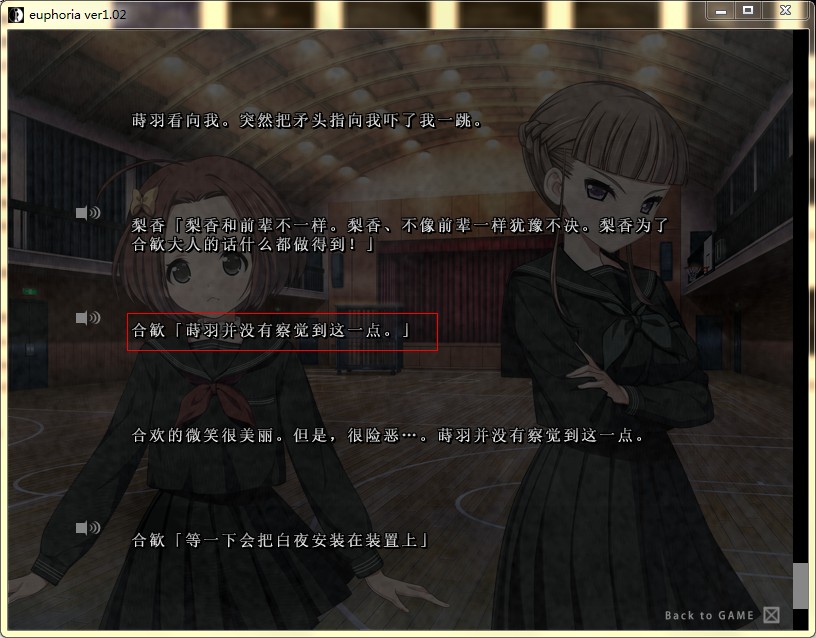 euphoria ver1.02
蒔羽看向我。突然把矛头指向我吓了我一跳。
梨香「梨香和前辈不一样。梨香、不像前辈一样犹豫不决。梨香为了
合歓大人的话什么都做得到！」
合歓「蒔羽并没有察觉到这一点。」
合欢的微笑很美丽。但是，很险恶…。蒔羽并没有察觉到这一点。
合歓「等一下会把白夜安装在装置上」
Back to GAME